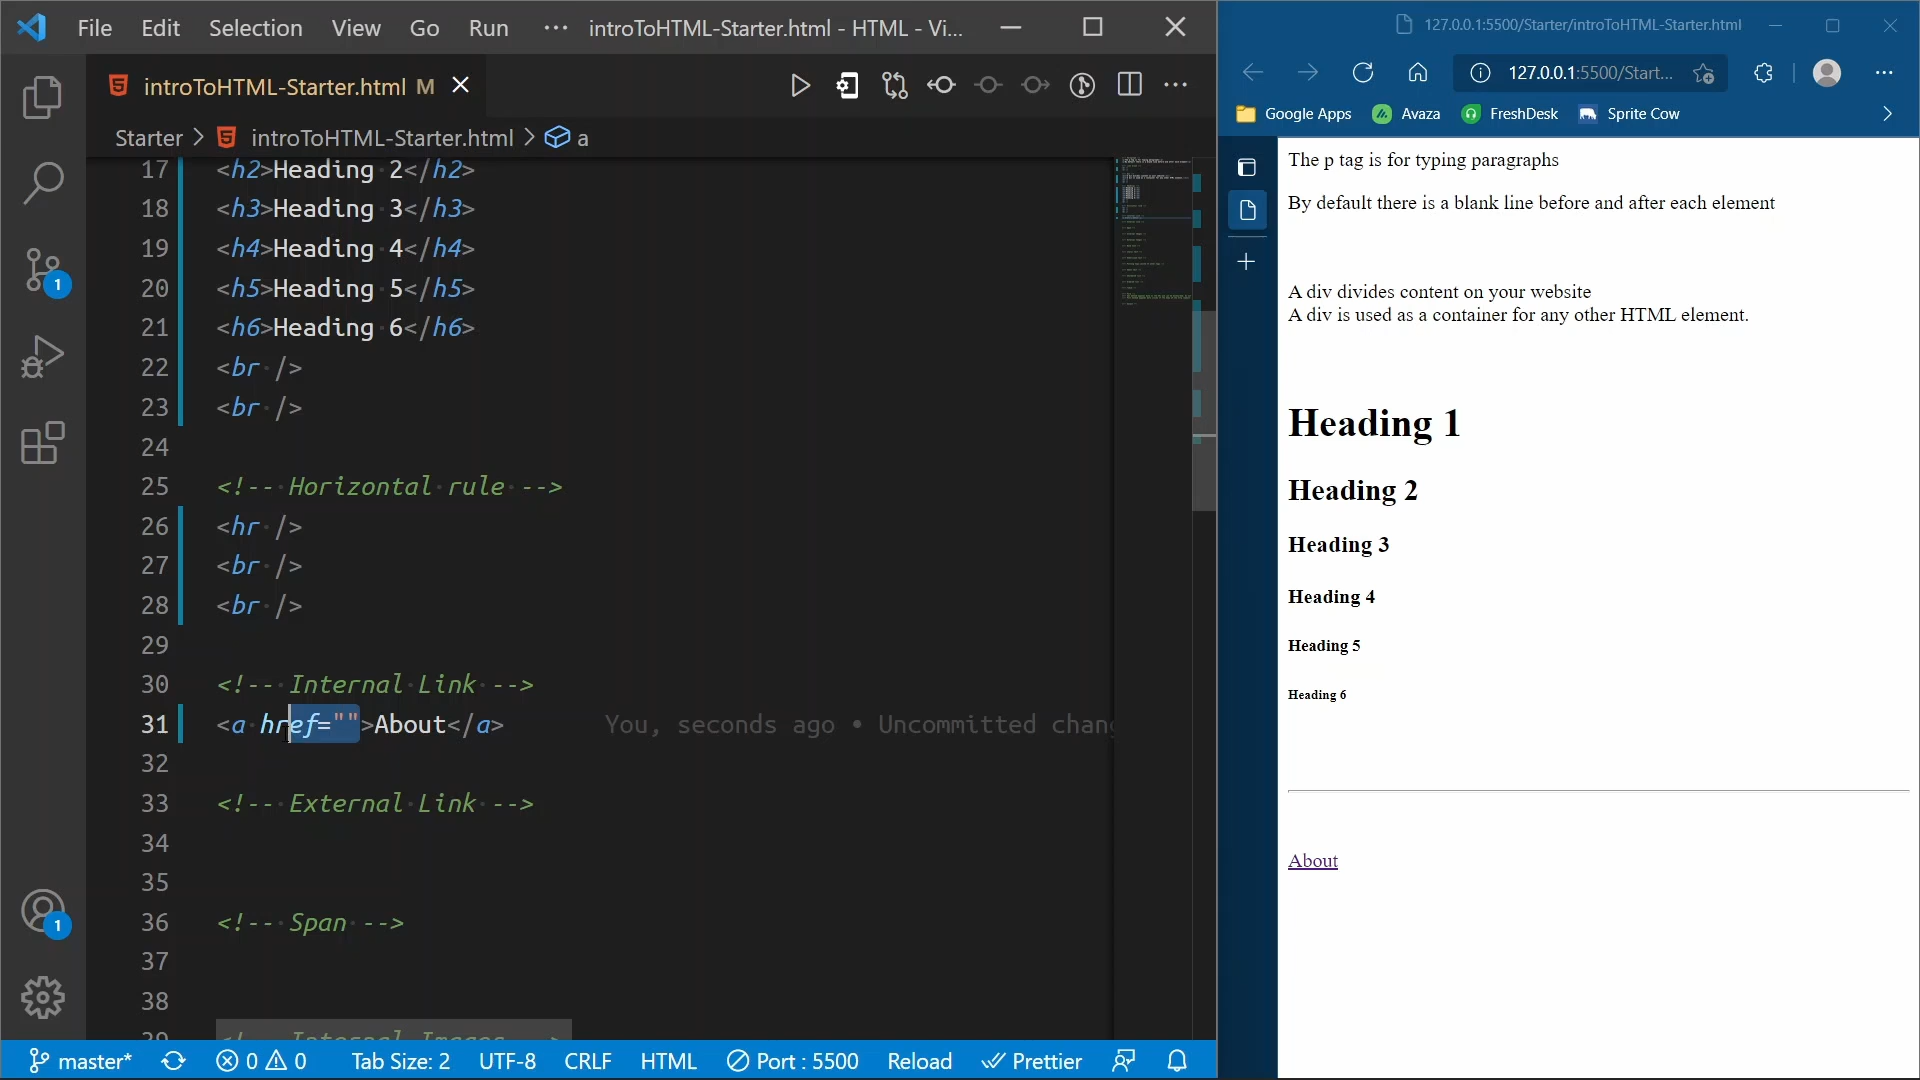 File Edit Selection View Go Run ··· introToHTML-Starter.html - HTML - Vi...
introToHTML-Starter.html M
Starter > introToHTML-Starter.html > a
17 <h2>Heading·2</h2>
18 <h3>Heading·3</h3>
19 <h4>Heading·4</h4>
20 <h5>Heading·5</h5>
21 <h6>Heading·6</h6>
22 <br·/>
23 <br·/>
24
25 <!--·Horizontal·rule·-->
26 <hr·/>
27 <br·/>
28 <br·/>
29
30 <!--·Internal·Link·-->
31 <a·href="">About</a> You, seconds ago • Uncommitted chang
32
33 <!--·External·Link·-->
34
35
36 <!--·Span·-->
37
38
39 <!--·Internal·Images·-->
1
1
master* 0 0 Tab Size: 2 UTF-8 CRLF HTML Port : 5500 Reload Prettier
127.0.0.1:5500/Starter/introToHTML-Starter.html
127.0.0.1:5500/Start...
Google Apps Avaza FreshDesk Sprite Cow
The p tag is for typing paragraphs
By default there is a blank line before and after each element
A div divides content on your website
A div is used as a container for any other HTML element.
Heading 1
Heading 2
Heading 3
Heading 4
Heading 5
Heading 6
About